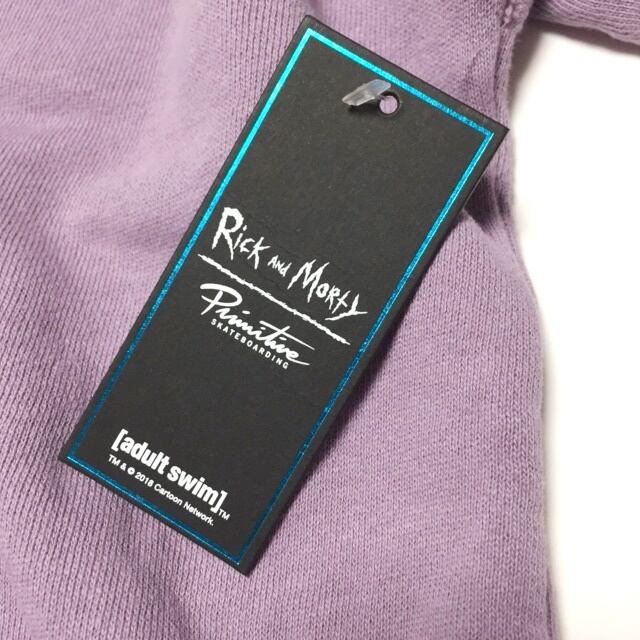 Rick and Morty
Primitive
SKATEBOARDING
[adult swim]™
TM & © 2018 Cartoon Network.